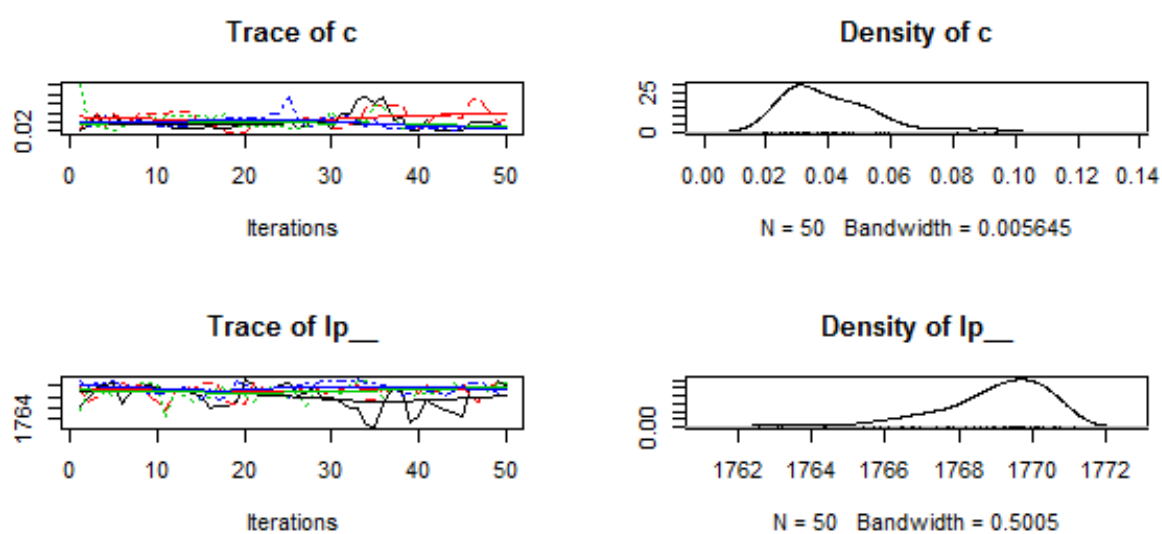 Trace of c
Density of c
0.02
0 10 20 30 40 50
Iterations
0 25
0.00 0.02 0.04 0.06 0.08 0.10 0.12 0.14
N = 50 Bandwidth = 0.005645
Trace of lp__
Density of lp__
1764
0 10 20 30 40 50
Iterations
0.00
1762 1764 1766 1768 1770 1772
N = 50 Bandwidth = 0.5005